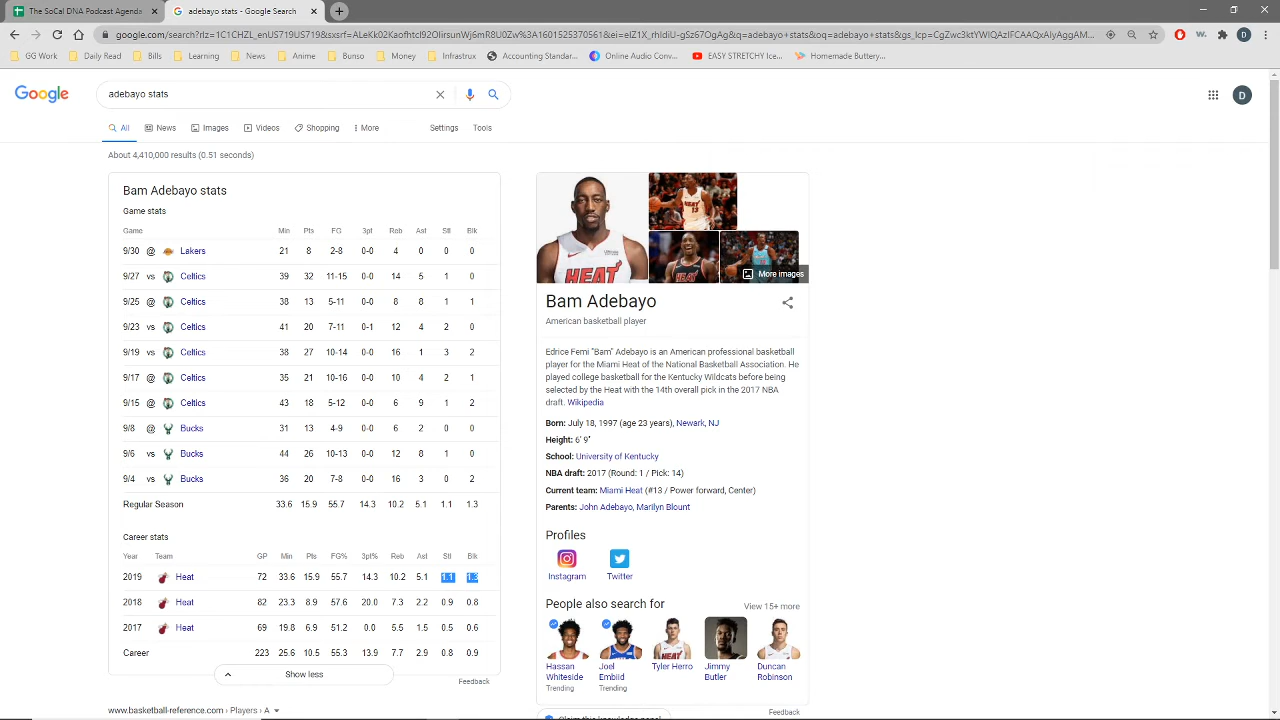 The SoCal DNA Podcast Agenda
adebayo stats - Google Search
GG Work
Daily Read
Bills
Learning
News
Anime
Bunso
Money
Infrastrux
Accounting Standar...
Online Audio Conv...
EASY STRETCHY Ice...
Homemade Butterso...
Google
adebayo stats
D
All News Images Videos Shopping More Settings Tools
About 4,410,000 results (0.51 seconds)
Bam Adebayo stats
Game stats
Game Min Pts FG 3pt Reb Ast Stl Blk
9/30 @ Lakers 21 8 2-8 0-0 4 0 0
9/27 vs Celtics 39 32 11-15 0-0 14 5 1 0
9/25 @ Celtics 38 13 5-11 0-0 8 8 1 1
9/23 vs Celtics 41 20 7-11 0-1 12 4 2 0
9/19 vs Celtics 38 27 10-14 0-0 16 1 3 2
9/17 @ Celtics 35 21 10-16 0-0 10 4 2 1
9/15 @ Celtics 43 18 5-12 0-0 6 9 1 2
9/8 @ Bucks 31 13 4-9 0-0 6 2 0 0
9/6 vs Bucks 44 26 10-13 0-0 12 8 1 0
9/4 vs Bucks 36 20 7-8 0-0 16 3 0 2
Regular Season 33.6 15.9 55.7 14.3 10.2 5.1 1.1 1.3
Career stats
Year Team GP Min Pts FG% 3pt% Reb Ast Stl Blk
2019 Heat 72 33.6 15.9 55.7 14.3 10.2 5.1 1.1 1.3
2018 Heat 82 23.3 8.9 57.6 20.0 7.3 2.2 0.9 0.8
2017 Heat 69 19.8 6.9 51.2 0.0 5.5 1.5 0.5 0.6
Career 223 25.6 10.5 55.3 13.9 7.7 2.9 0.8 0.9
Show less
Feedback
www.basketball-reference.com › Players › A
More images
Bam Adebayo
American basketball player
Edrice Femi "Bam" Adebayo is an American professional basketball
player for the Miami Heat of the National Basketball Association. He
played college basketball for the Kentucky Wildcats before being
selected by the Heat with the 14th overall pick in the 2017 NBA
draft. Wikipedia
Born: July 18, 1997 (age 23 years), Newark, NJ
Height: 6′ 9″
School: University of Kentucky
NBA draft: 2017 (Round: 1 / Pick: 14)
Current team: Miami Heat (#13 / Power forward, Center)
Parents: John Adebayo, Marilyn Blount
Profiles
Instagram Twitter
People also search for
View 15+ more
Hassan Whiteside
Trending
Joel Embiid
Trending
Tyler Herro
Jimmy Butler
Duncan Robinson
Feedback
Claim this knowledge panel